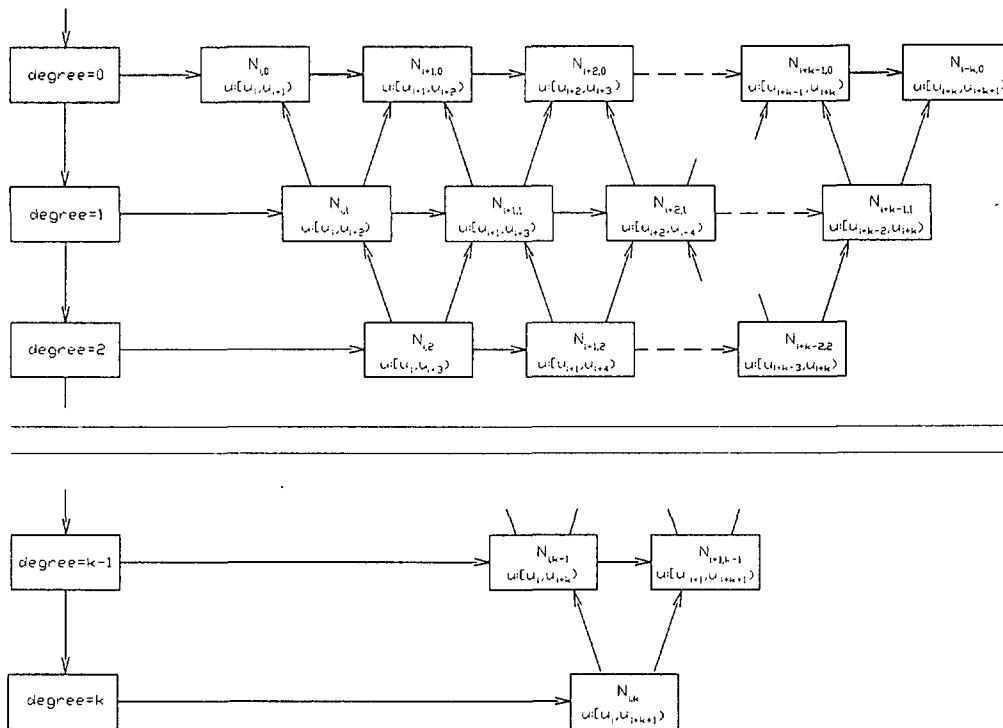 degree=0
N_{i,0}
u:[u_i,u_{i+1})
N_{i+1,0}
u:[u_{i+1},u_{i+2})
N_{i+2,0}
u:[u_{i+2},u_{i+3})
N_{i+k-1,0}
u:[u_{i+k-1},u_{i+k})
N_{i-k,0}
u:[u_{i+k},u_{i+k+1})
degree=1
N_{i,1}
u:[u_i,u_{i+2})
N_{i+1,1}
u:[u_{i+1},u_{i+3})
N_{i+2,1}
u:[u_{i+2},u_{i-4})
N_{i+k-1,1}
u:[u_{i+k-2},u_{i+k})
degree=2
N_{i,2}
u:[u_i,u_{i+3})
N_{i+1,2}
u:[u_{i+1},u_{i+4})
N_{i+k-2,2}
u:[u_{i+k-3},u_{i+k})
degree=k-1
N_{i,k-1}
u:[u_i,u_{i+k})
N_{i+1,k-1}
u:[u_{i+1},u_{i+k+1})
degree=k
N_{i,k}
u:[u_i,u_{i+k+1})